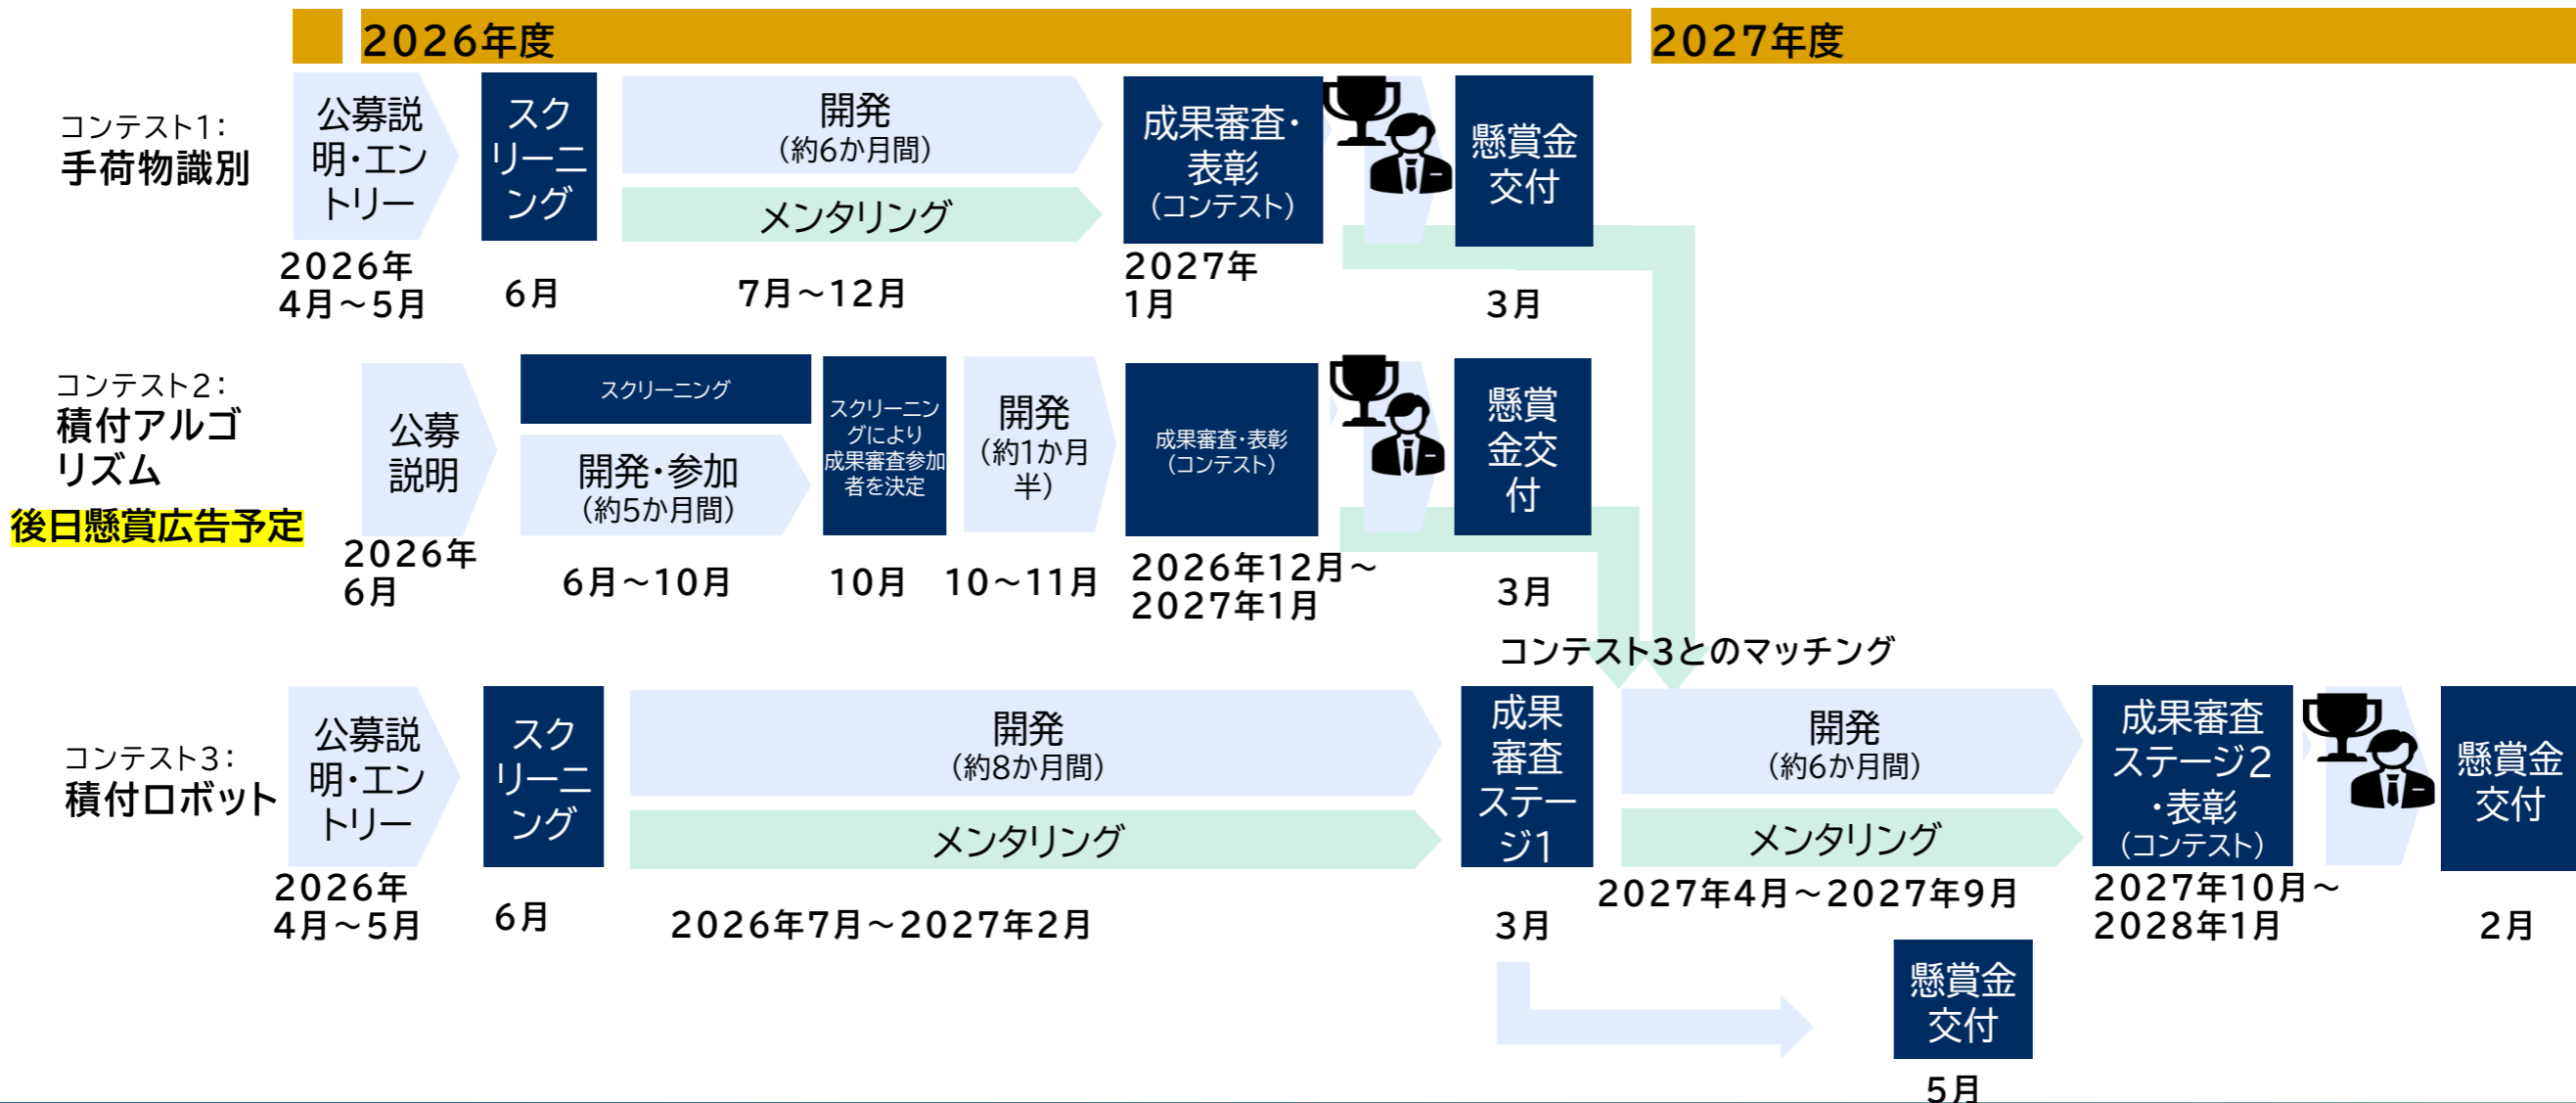 2026年度
2027年度
コンテスト1：
手荷物識別
公募説
明・エン
トリー
スク
リーニ
ング
開発
（約6か月間）
メンタリング
成果審査・
表彰
（コンテスト）
懸賞金
交付
2026年
4月～5月
6月
7月～12月
2027年
1月
3月
コンテスト2：
積付アルゴ
リズム
後日懸賞広告予定
公募
説明
スクリーニング
開発・参加
（約5か月間）
スクリーニン
グにより
成果審査参加
者を決定
開発
（約1か月
半）
成果審査・表彰
（コンテスト）
懸賞
金交
付
2026年
6月
6月～10月
10月
10～11月
2026年12月～
2027年1月
3月
コンテスト3とのマッチング
コンテスト3：
積付ロボット
公募説
明・エン
トリー
スク
リーニ
ング
開発
（約8か月間）
メンタリング
成果
審査
ステー
ジ1
開発
（約6か月間）
メンタリング
成果審査
ステージ2
・表彰
（コンテスト）
懸賞金
交付
2026年
4月～5月
6月
2026年7月～2027年2月
3月
2027年4月～2027年9月
2027年10月～
2028年1月
2月
懸賞金
交付
5月